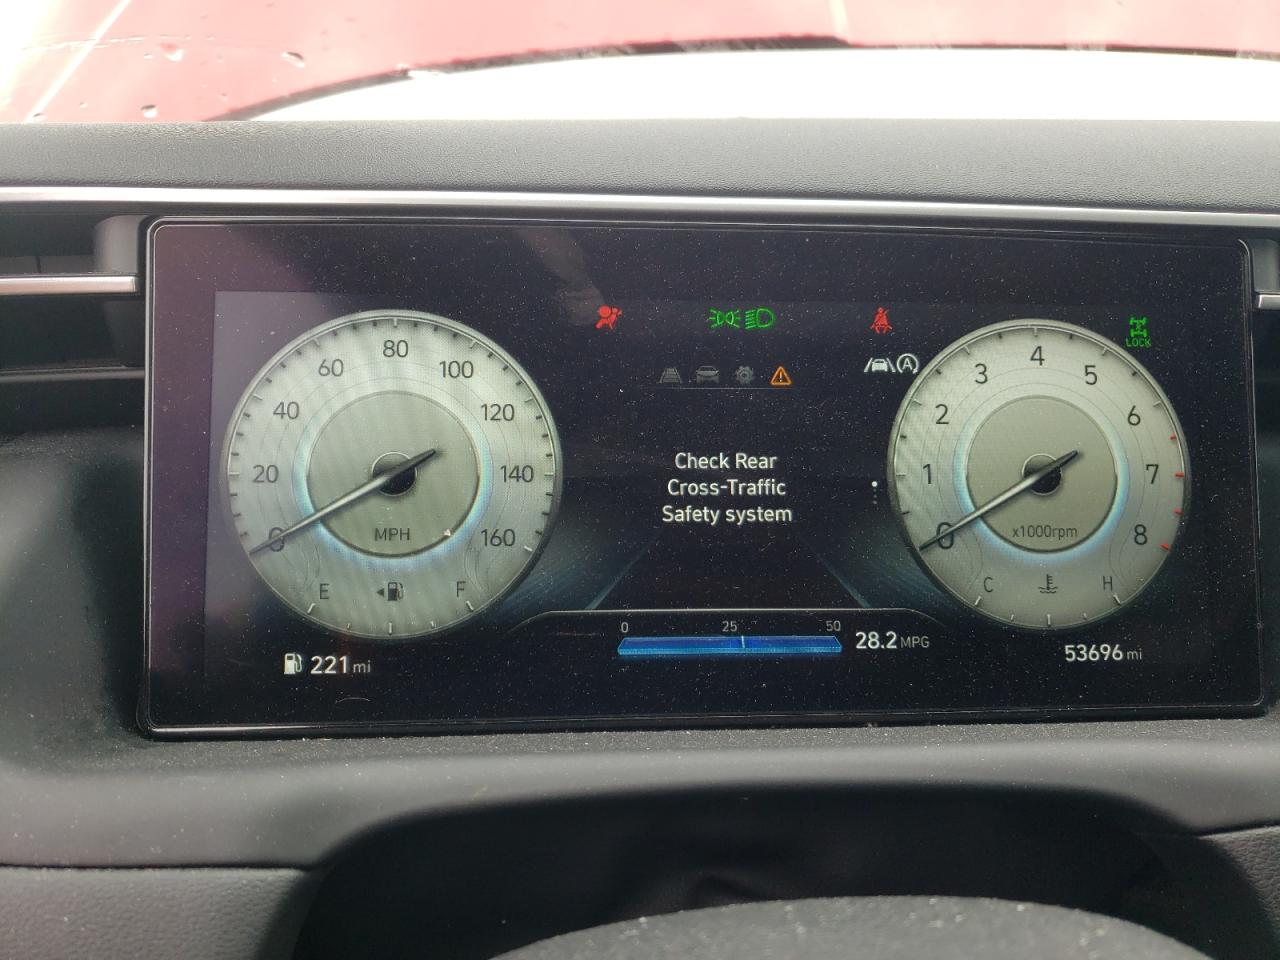 0
20
40
60
80
100
120
140
160
MPH
E
F
221 mi
A
Check Rear
Cross-Traffic
Safety system
0 25 50
28.2 MPG
LOCK
0
1
2
3
4
5
6
7
8
x1000rpm
C
H
53696 mi